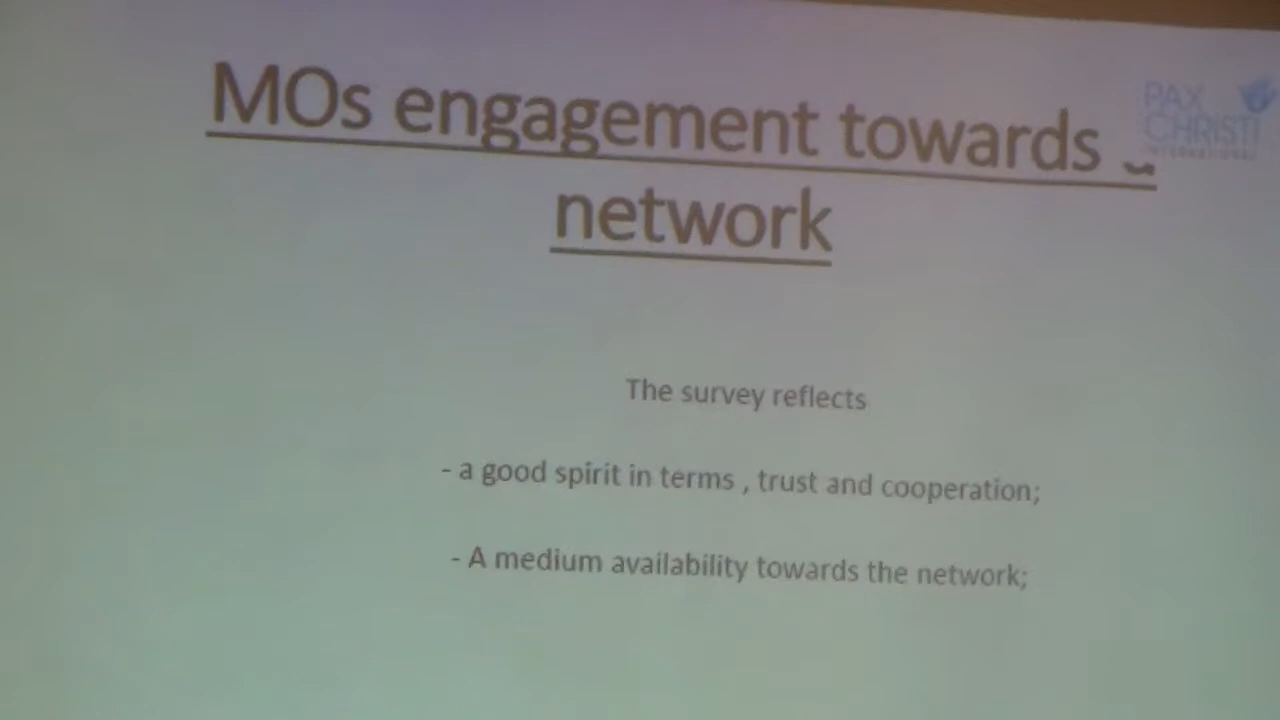 MOs engagement towards
network
PAX
CHRISTI
INTERNATIONAL
The survey reflects
- a good spirit in terms , trust and cooperation;
- A medium availability towards the network;